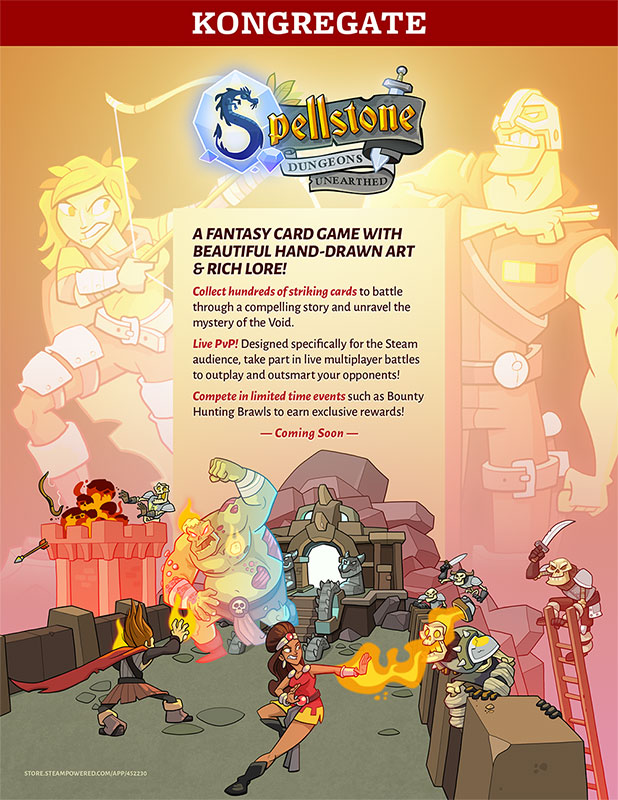 KONGREGATE
Spellstone
DUNGEONS
UNEARTHED
A FANTASY CARD GAME WITH
BEAUTIFUL HAND-DRAWN ART
& RICH LORE!
Collect hundreds of striking cards to battle
through a compelling story and unravel the
mystery of the Void.
Live PvP! Designed specifically for the Steam
audience, take part in live multiplayer battles
to outplay and outsmart your opponents!
Compete in limited time events such as Bounty
Hunting Brawls to earn exclusive rewards!
— Coming Soon —
STORE.STEAMPOWERED.COM/APP/452230